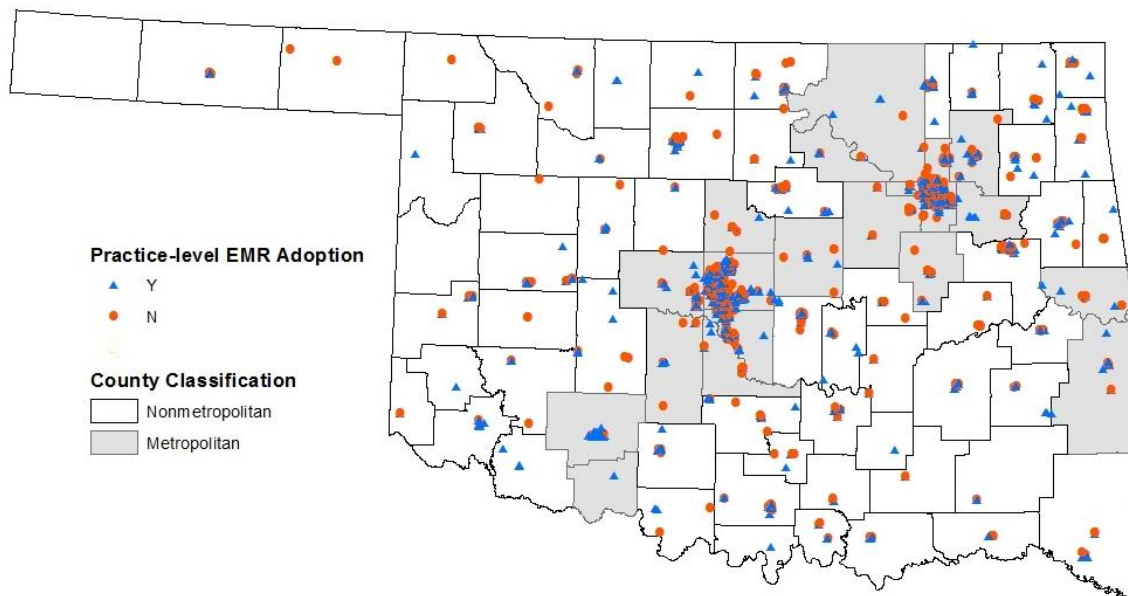 Practice-level EMR Adoption
Y
N
County Classification
Nonmetropolitan
Metropolitan